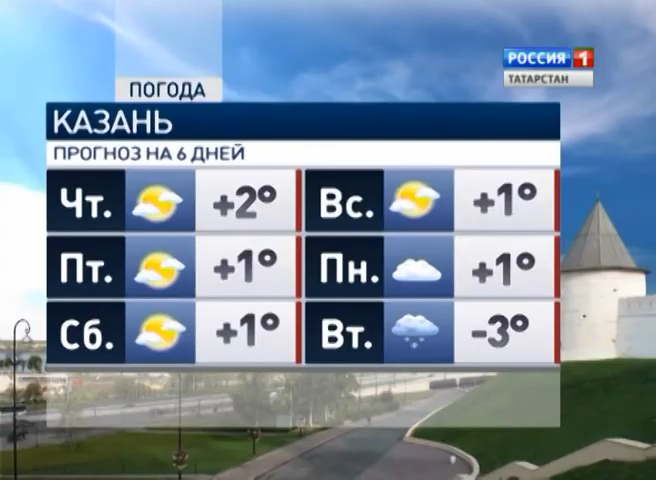 РОССИЯ 1
ТАТАРСТАН
ПОГОДА
КАЗАНЬ
ПРОГНОЗ НА 6 ДНЕЙ
Чт. +2°
Пт. +1°
Сб. +1°
Вс. +1°
Пн. +1°
Вт. -3°